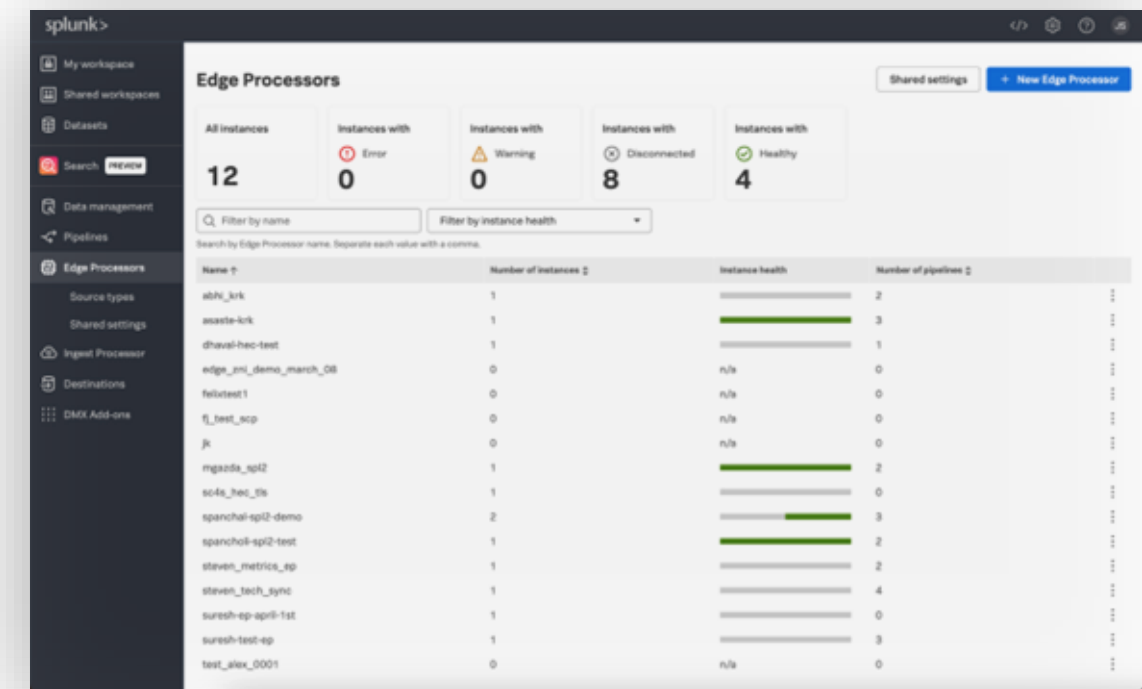 splunk>
JS
My workspace
Shared workspaces
Datasets
Search PREVIEW
Data management
Pipelines
Edge Processors
Source types
Shared settings
Ingest Processor
Destinations
DMX Add-ons
Edge Processors
Shared settings
+ New Edge Processor
All instances
12
Instances with
Error
0
Instances with
Warning
0
Instances with
Disconnected
8
Instances with
Healthy
4
Filter by name
Filter by instance health
Search by Edge Processor name. Separate each value with a comma.
Name Number of instances Instance health Number of pipelines
abhi_krk 1 2
asaste-krk 1 3
dhaval-hec-test 1 1
edge_zni_demo_march_08 0 n/a 0
felixtest1 0 n/a 0
fj_test_scp 0 n/a 0
jk 0 n/a 0
mgazda_spl2 1 2
sc4s_hec_tls 1 0
spanchal-spl2-demo 2 3
spancholi-spl2-test 1 2
steven_metrics_ep 1 2
steven_tech_sync 1 4
suresh-ep-april-1st 1 0
suresh-test-ep 1 3
test_alex_0001 0 n/a 0